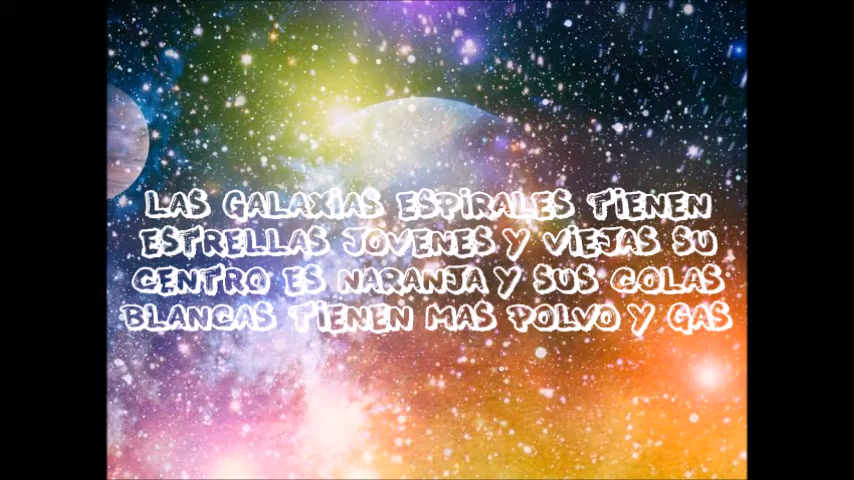 LAS GALAXIAS ESPIRALES TIENEN
ESTRELLAS JOVENES Y VIEJAS SU
CENTRO ES NARANJA Y SUS COLAS
BLANCAS TIENEN MAS POLVO Y GAS